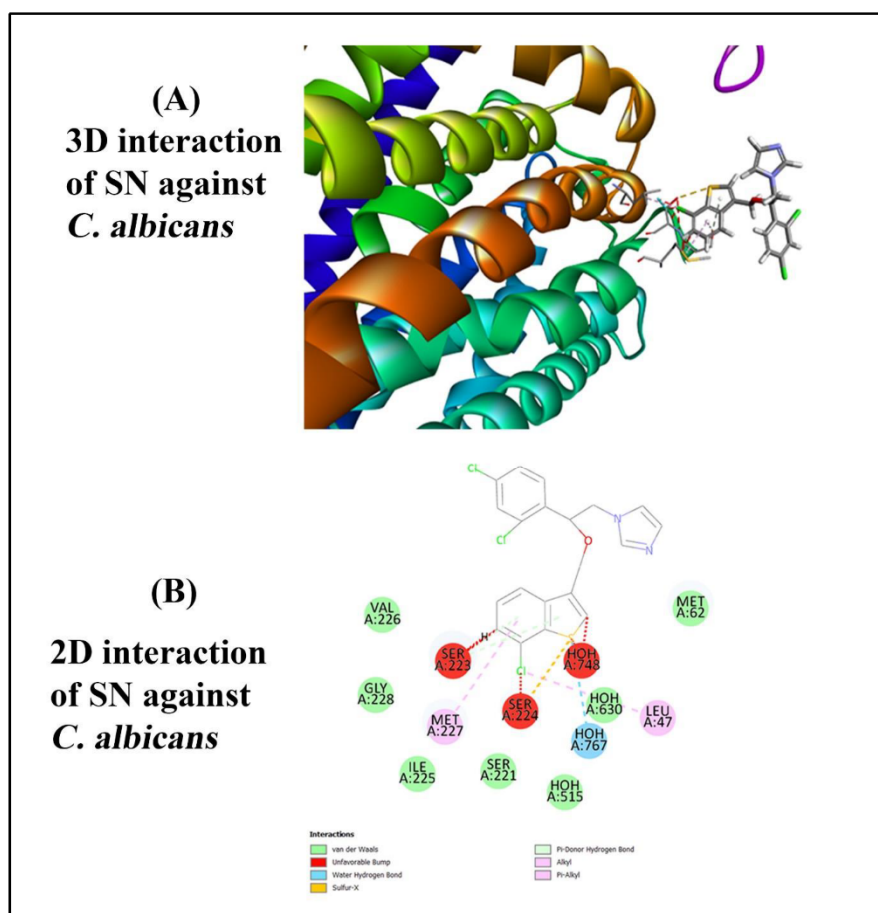 (A)
3D interaction
of SN against
C. albicans
(B)
2D interaction
of SN against
C. albicans
Cl
Cl
N
N
O
H
Cl
VAL
A:226
MET
A:62
SER
A:223
HOH
A:748
GLY
A:228
MET
A:227
SER
A:224
HOH
A:630
LEU
A:47
HOH
A:767
ILE
A:225
SER
A:221
HOH
A:515
Interactions
van der Waals
Unfavorable Bump
Water Hydrogen Bond
Sulfur-X
Pi-Donor Hydrogen Bond
Alkyl
Pi-Alkyl